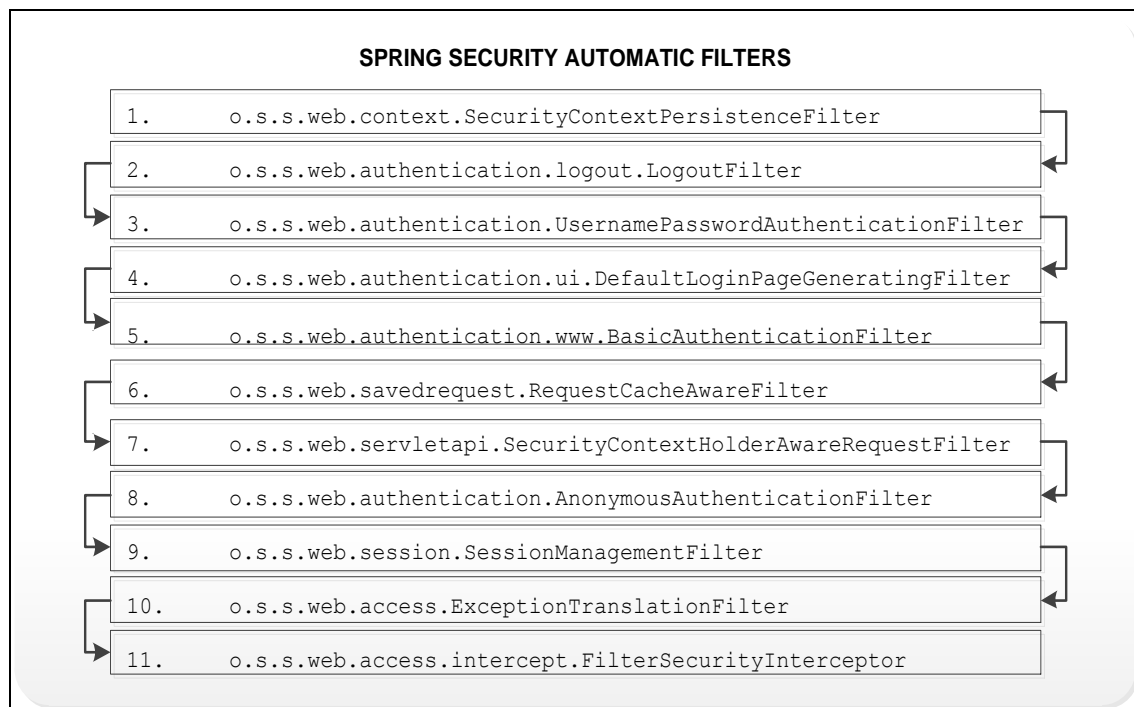 SPRING SECURITY AUTOMATIC FILTERS
1. o.s.s.web.context.SecurityContextPersistenceFilter
2. o.s.s.web.authentication.logout.LogoutFilter
3. o.s.s.web.authentication.UsernamePasswordAuthenticationFilter
4. o.s.s.web.authentication.ui.DefaultLoginPageGeneratingFilter
5. o.s.s.web.authentication.www.BasicAuthenticationFilter
6. o.s.s.web.savedrequest.RequestCacheAwareFilter
7. o.s.s.web.servletapi.SecurityContextHolderAwareRequestFilter
8. o.s.s.web.authentication.AnonymousAuthenticationFilter
9. o.s.s.web.session.SessionManagementFilter
10. o.s.s.web.access.ExceptionTranslationFilter
11. o.s.s.web.access.intercept.FilterSecurityInterceptor